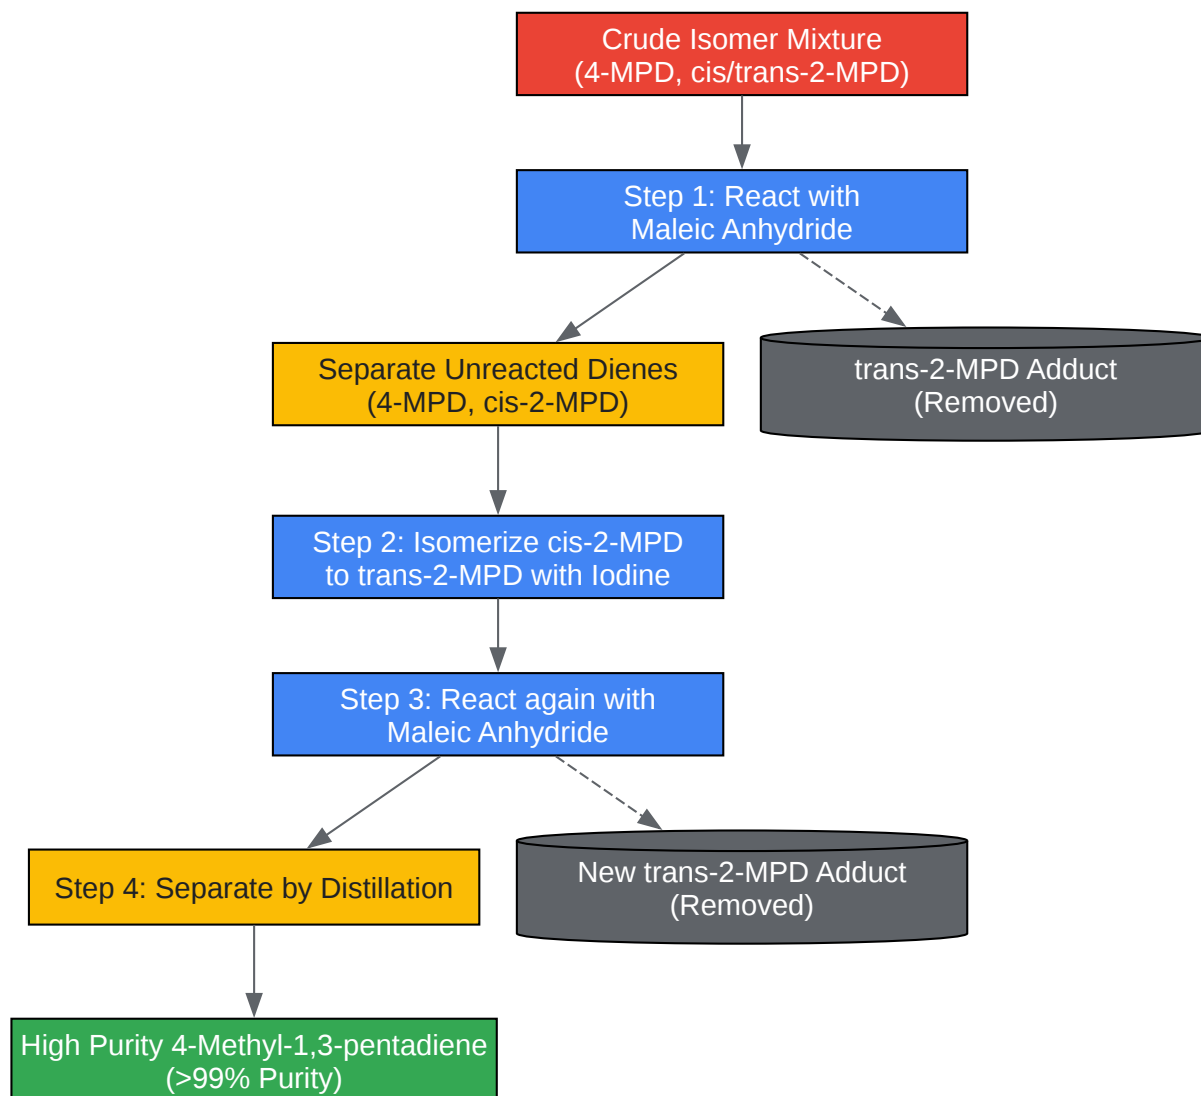 Crude Isomer Mixture
(4-MPD, cis/trans-2-MPD)
Step 1: React with
Maleic Anhydride
Separate Unreacted Dienes
(4-MPD, cis-2-MPD)
trans-2-MPD Adduct
(Removed)
Step 2: Isomerize cis-2-MPD
to trans-2-MPD with Iodine
Step 3: React again with
Maleic Anhydride
Step 4: Separate by Distillation
New trans-2-MPD Adduct
(Removed)
High Purity 4-Methyl-1,3-pentadiene
(>99% Purity)